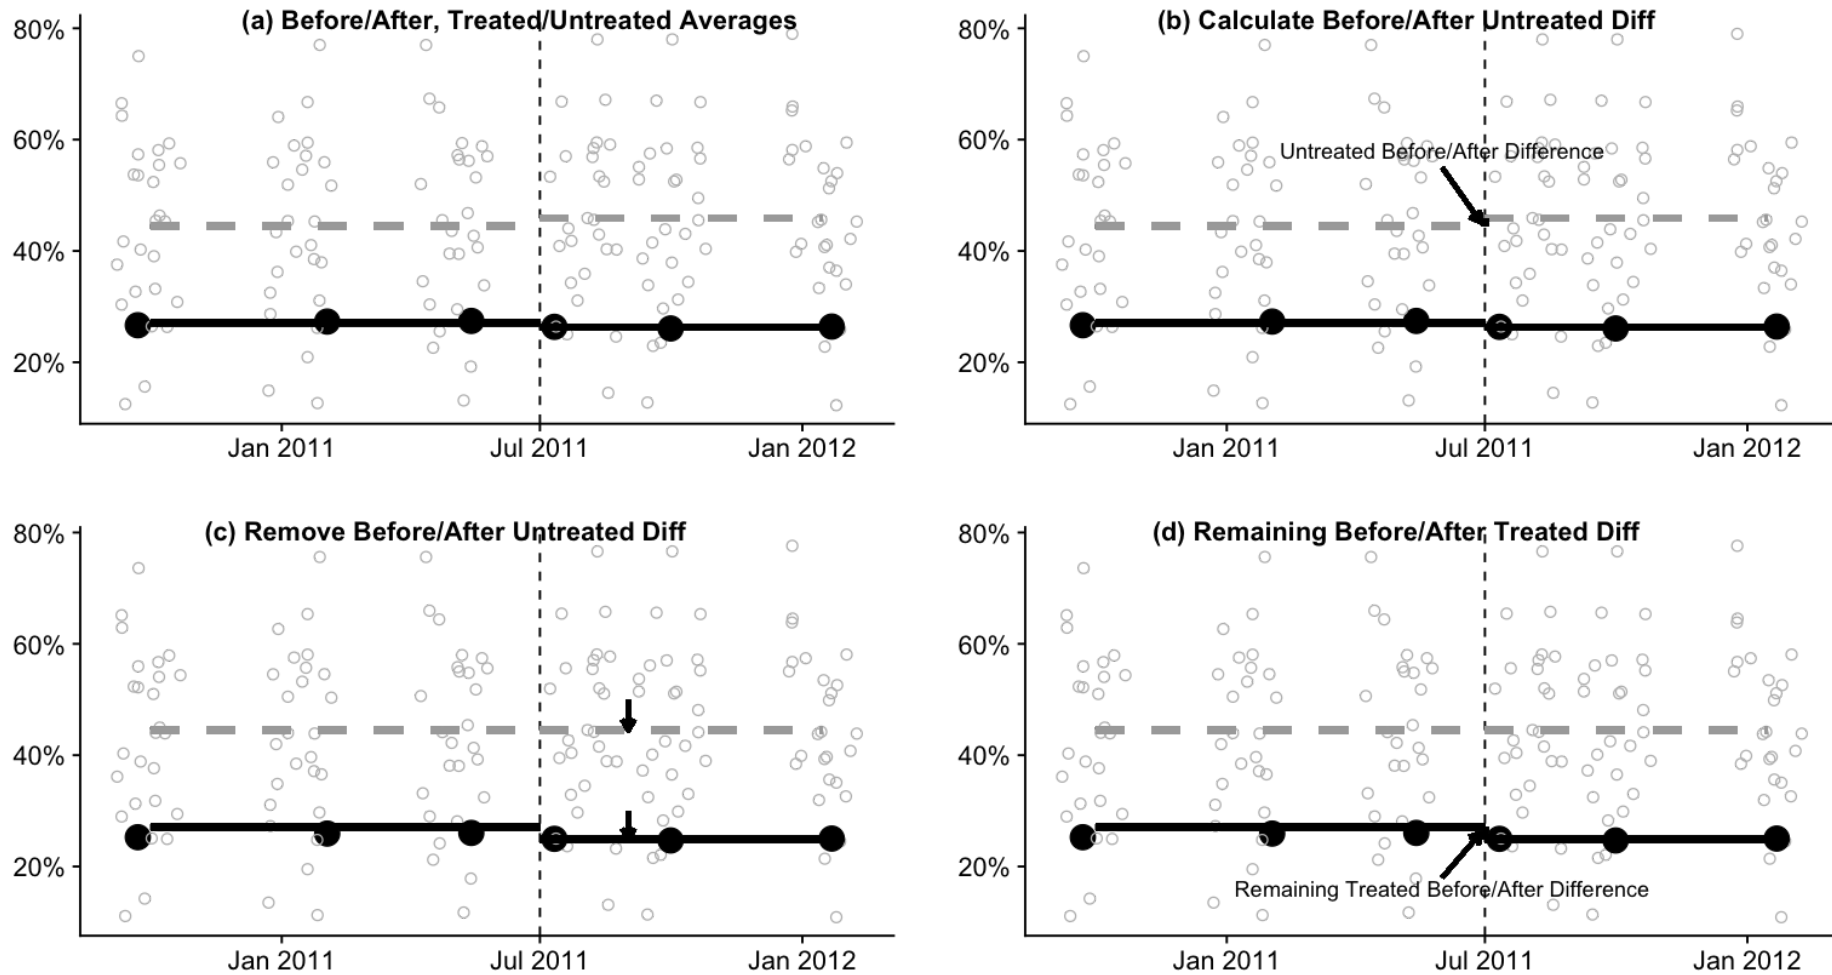 (a) Before/After, Treated/Untreated Averages
80%
60%
40%
20%
Jan 2011
Jul 2011
Jan 2012
(b) Calculate Before/After Untreated Diff
80%
60%
40%
20%
Untreated Before/After Difference
Jan 2011
Jul 2011
Jan 2012
(c) Remove Before/After Untreated Diff
80%
60%
40%
20%
Jan 2011
Jul 2011
Jan 2012
(d) Remaining Before/After Treated Diff
80%
60%
40%
20%
Remaining Treated Before/After Difference
Jan 2011
Jul 2011
Jan 2012